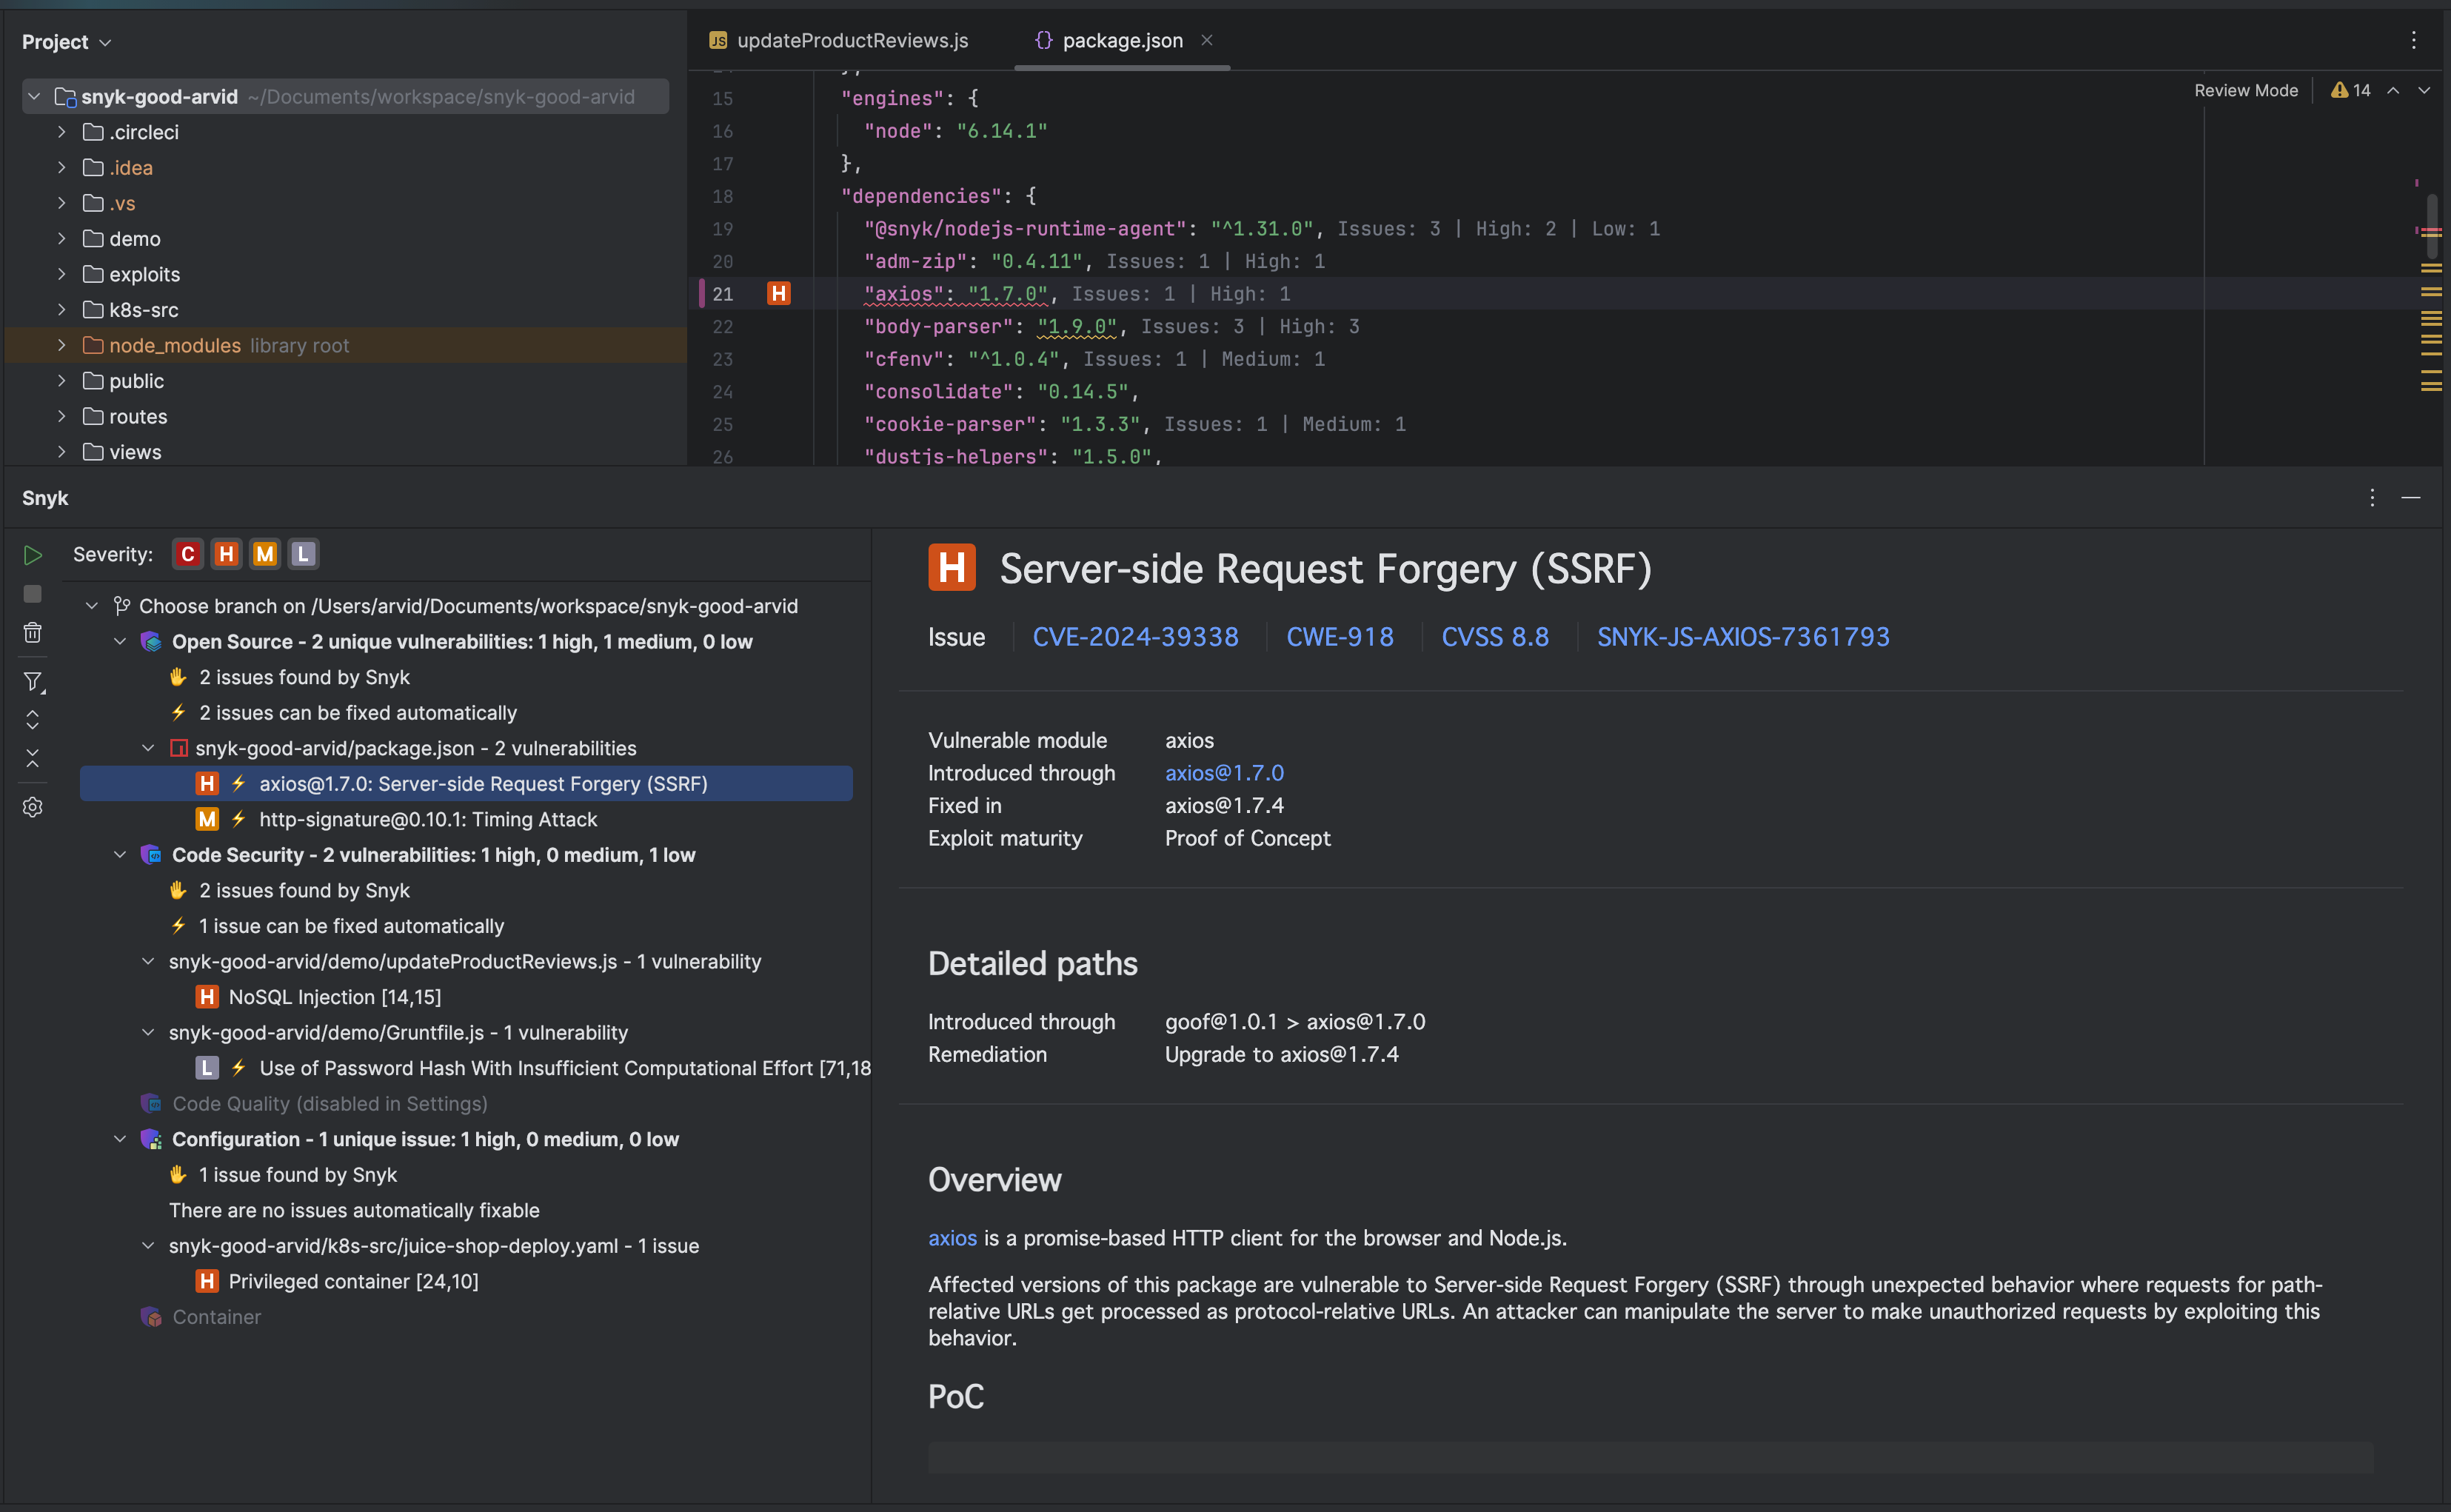 Project
snyk-good-arvid ~/Documents/workspace/snyk-good-arvid
.circleci
.idea
.vs
demo
exploits
k8s-src
node_modules library root
public
routes
views
JS updateProductReviews.js
{} package.json
Review Mode
14
15 "engines": {
16 "node": "6.14.1"
17 },
18 "dependencies": {
19 "@snyk/nodejs-runtime-agent": "^1.31.0", Issues: 3 | High: 2 | Low: 1
20 "adm-zip": "0.4.11", Issues: 1 | High: 1
21 H "axios": "1.7.0", Issues: 1 | High: 1
22 "body-parser": "1.9.0", Issues: 3 | High: 3
23 "cfenv": "^1.0.4", Issues: 1 | Medium: 1
24 "consolidate": "0.14.5",
25 "cookie-parser": "1.3.3", Issues: 1 | Medium: 1
26 "dustjs-helpers": "1.5.0",
Snyk
Severity: C H M L
Choose branch on /Users/arvid/Documents/workspace/snyk-good-arvid
Open Source - 2 unique vulnerabilities: 1 high, 1 medium, 0 low
2 issues found by Snyk
⚡ 2 issues can be fixed automatically
snyk-good-arvid/package.json - 2 vulnerabilities
H ⚡ axios@1.7.0: Server-side Request Forgery (SSRF)
M ⚡ http-signature@0.10.1: Timing Attack
Code Security - 2 vulnerabilities: 1 high, 0 medium, 1 low
2 issues found by Snyk
⚡ 1 issue can be fixed automatically
snyk-good-arvid/demo/updateProductReviews.js - 1 vulnerability
H NoSQL Injection [14,15]
snyk-good-arvid/demo/Gruntfile.js - 1 vulnerability
L ⚡ Use of Password Hash With Insufficient Computational Effort [71,18
Code Quality (disabled in Settings)
Configuration - 1 unique issue: 1 high, 0 medium, 0 low
1 issue found by Snyk
There are no issues automatically fixable
snyk-good-arvid/k8s-src/juice-shop-deploy.yaml - 1 issue
H Privileged container [24,10]
Container
H Server-side Request Forgery (SSRF)
Issue CVE-2024-39338 CWE-918 CVSS 8.8 SNYK-JS-AXIOS-7361793
Vulnerable module axios
Introduced through axios@1.7.0
Fixed in axios@1.7.4
Exploit maturity Proof of Concept
Detailed paths
Introduced through goof@1.0.1 > axios@1.7.0
Remediation Upgrade to axios@1.7.4
Overview
axios is a promise-based HTTP client for the browser and Node.js.
Affected versions of this package are vulnerable to Server-side Request Forgery (SSRF) through unexpected behavior where requests for path-
relative URLs get processed as protocol-relative URLs. An attacker can manipulate the server to make unauthorized requests by exploiting this
behavior.
PoC